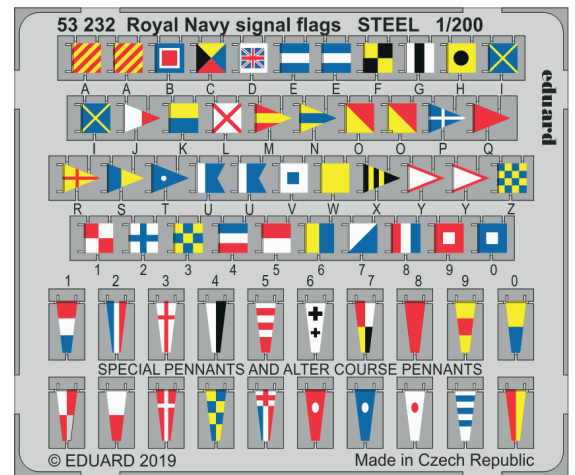 53 232 Royal Navy signal flags STEEL 1/200
eduard
A A B C D E E F G H I
I J K L M N O O P Q
R S T U U V W X Y Y Z
1 2 3 4 5 6 7 8 9 0
1 2 3 4 5 6 7 8 9 0
SPECIAL PENNANTS AND ALTER COURSE PENNANTS
© EDUARD 2019
Made in Czech Republic